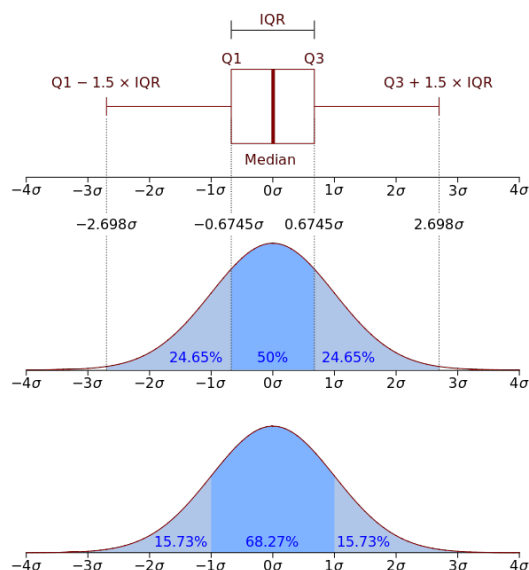 IQR
Q1 Q3
Q1 − 1.5 × IQR Q3 + 1.5 × IQR
Median
−4σ −3σ −2σ −1σ 0σ 1σ 2σ 3σ 4σ
−2.698σ −0.6745σ 0.6745σ 2.698σ
24.65% 50% 24.65%
−4σ −3σ −2σ −1σ 0σ 1σ 2σ 3σ 4σ
15.73% 68.27% 15.73%
−4σ −3σ −2σ −1σ 0σ 1σ 2σ 3σ 4σ